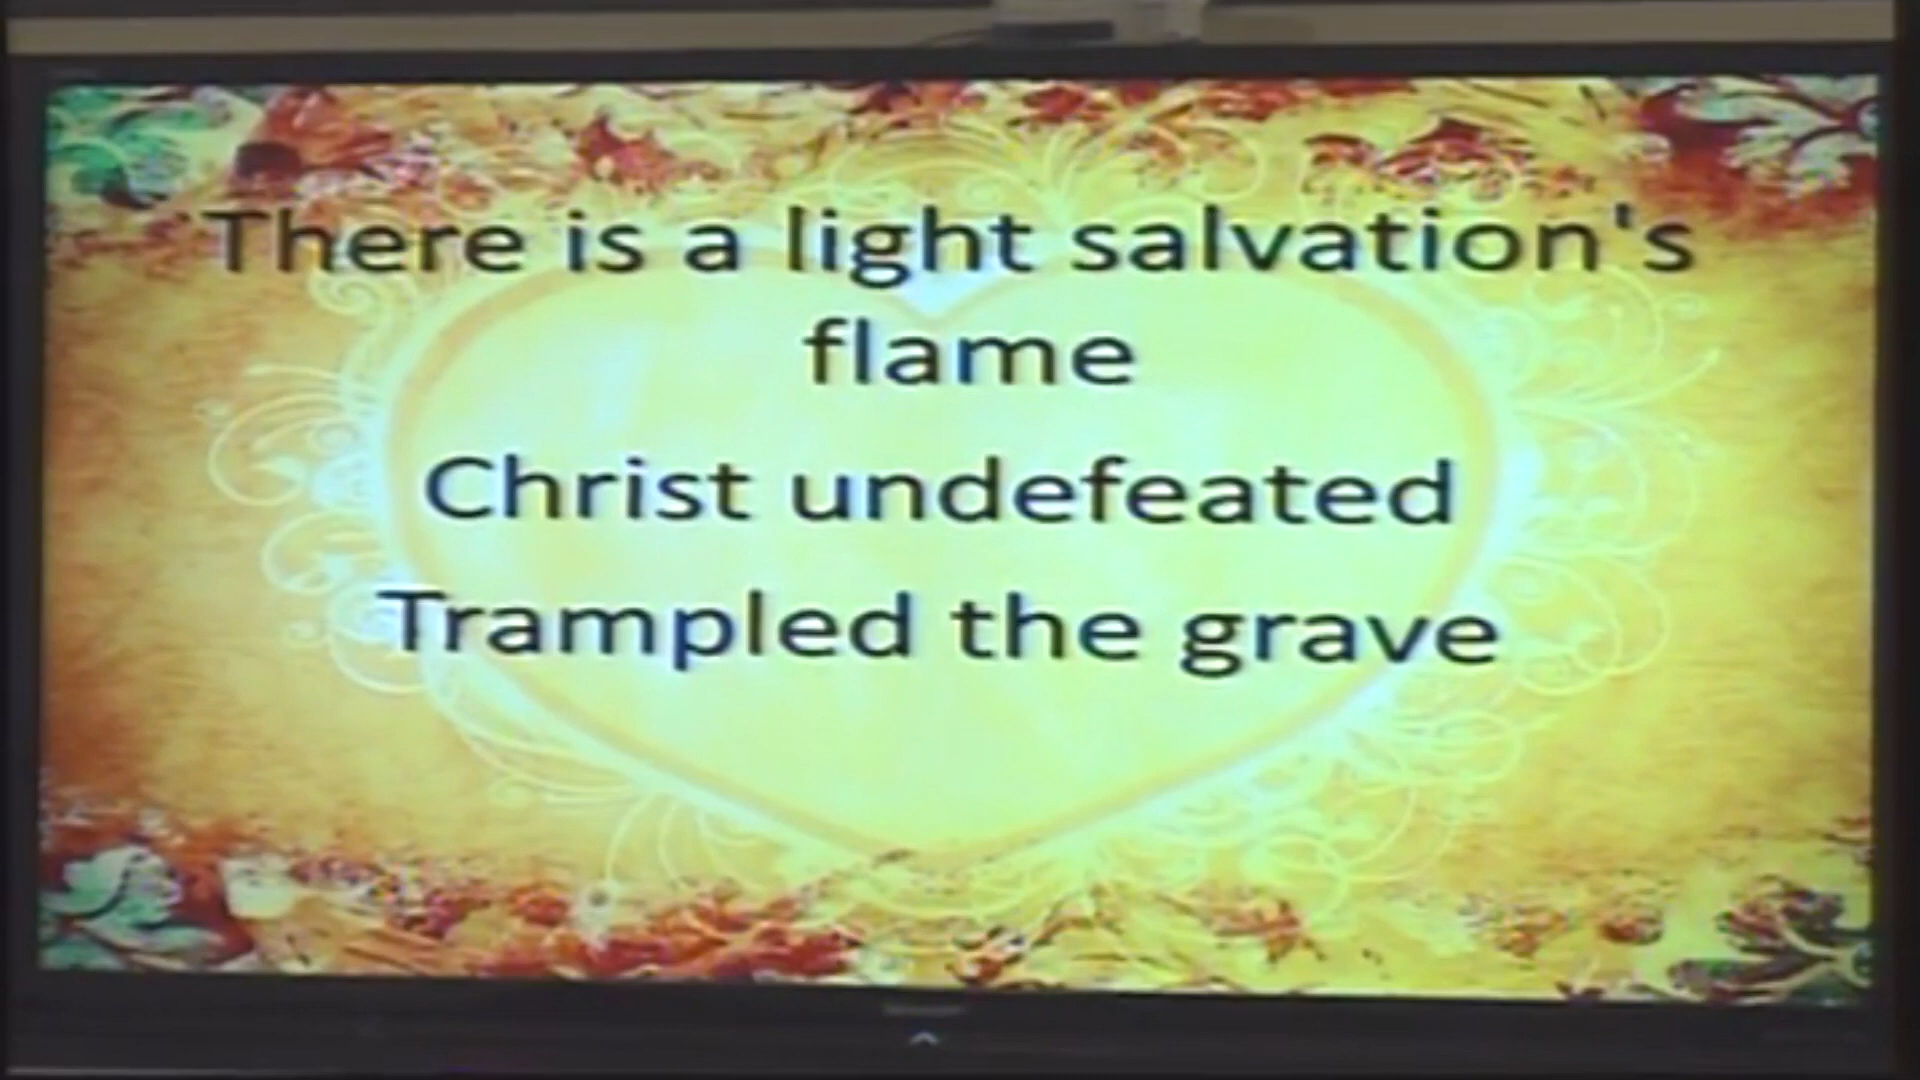 There is a light salvation's
flame
Christ undefeated
Trampled the grave